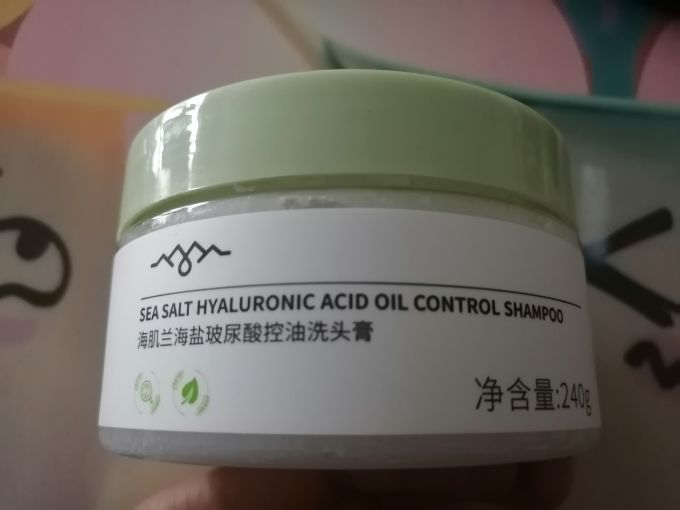 SEA SALT HYALURONIC ACID OIL CONTROL SHAMPOO
海肌兰海盐玻尿酸控油洗头膏
净含量:240g